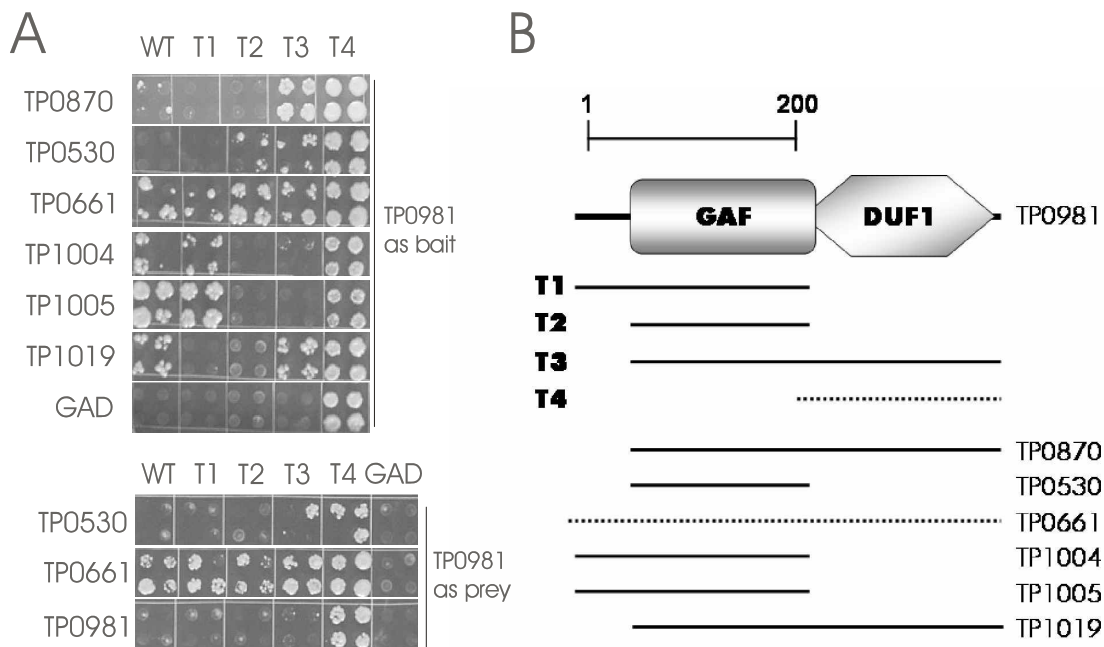 A
WT T1 T2 T3 T4
TP0870
TP0530
TP0661
TP1004
TP1005
TP1019
GAD
TP0981
as bait
WT T1 T2 T3 T4 GAD
TP0530
TP0661
TP0981
TP0981
as prey
B
1 200
GAF DUF1 TP0981
T1
T2
T3
T4
TP0870
TP0530
TP0661
TP1004
TP1005
TP1019